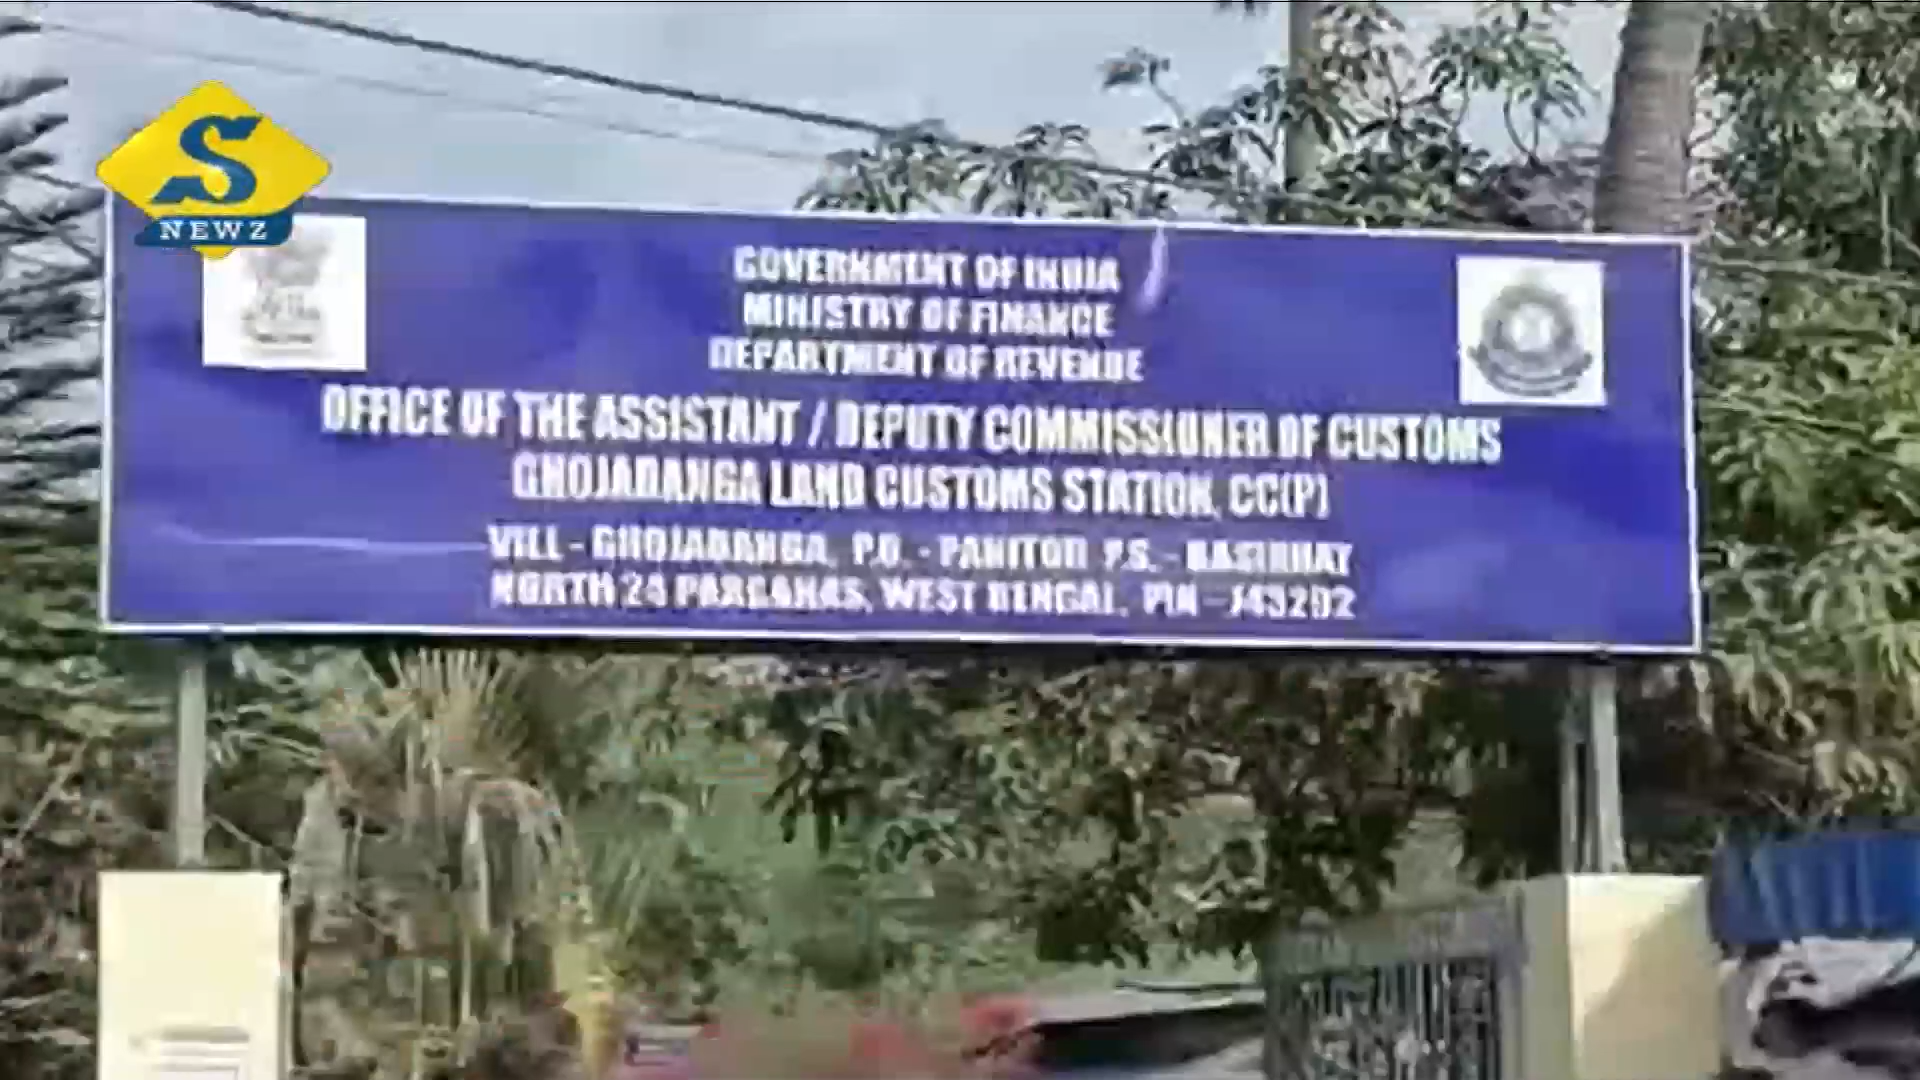 S
NEWZ
GOVERNMENT OF INDIA
MINISTRY OF FINANCE
DEPARTMENT OF REVENUE
OFFICE OF THE ASSISTANT / DEPUTY COMMISSIONER OF CUSTOMS
GHOJADANGA LAND CUSTOMS STATION, CC(P)
VILL - GHOJADANGA, P.O. - PANITOR P.S. - BASIRHAT
NORTH 24 PARGANAS, WEST BENGAL, PIN - 743292